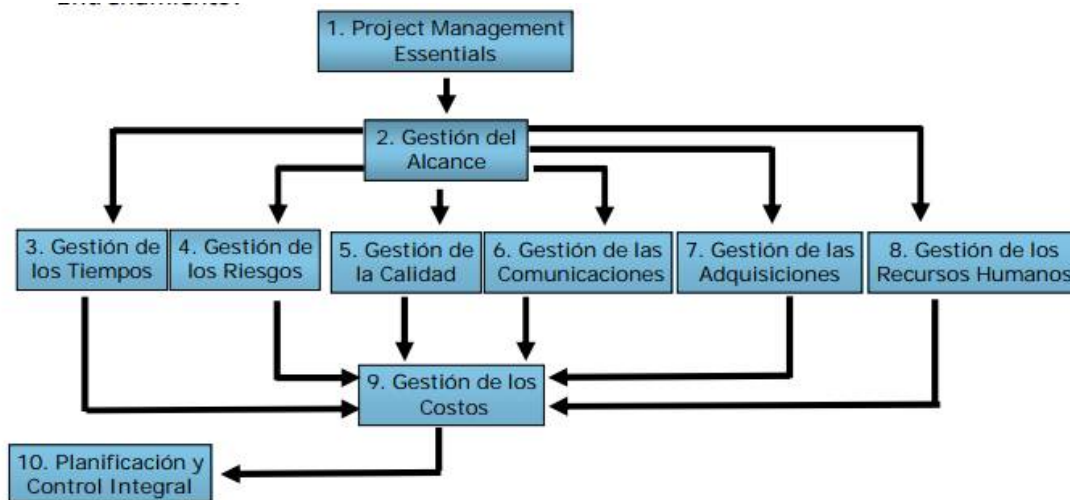 1. Project Management
Essentials
2. Gestión del
Alcance
3. Gestión de
los Tiempos
4. Gestión de
los Riesgos
5. Gestión de
la Calidad
6. Gestión de las
Comunicaciones
7. Gestión de las
Adquisiciones
8. Gestión de los
Recursos Humanos
9. Gestión de los
Costos
10. Planificación y
Control Integral